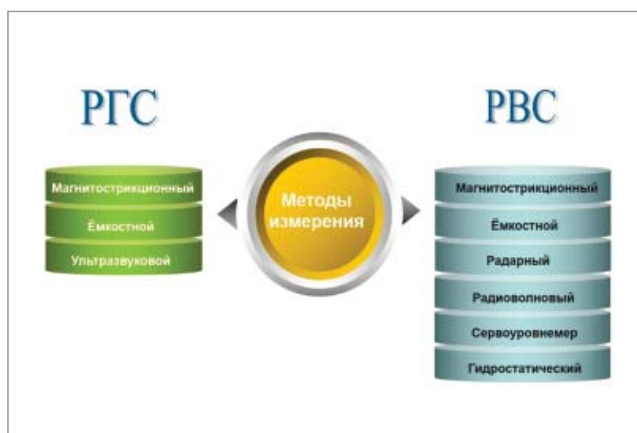 РГС
Магнитострикционный
Ёмкостной
Ультразвуковой
Методы
измерения
РВС
Магнитострикционный
Ёмкостной
Радарный
Радиоволновый
Сервоуровнемер
Гидростатический